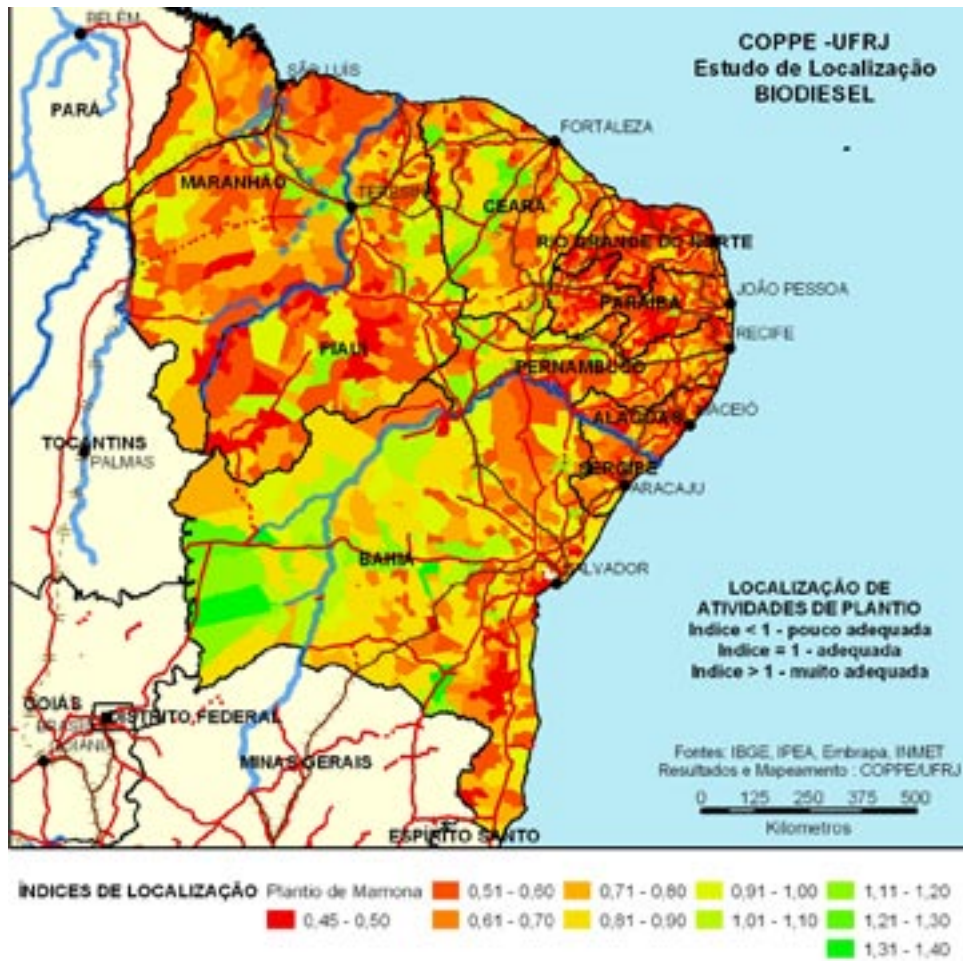 COPPE -UFRJ
Estudo de Localização
BIODIESEL
BELÉM
PARÁ
SÃO LUÍS
FORTALEZA
MARANHÃO
CEARÁ
RIO GRANDE DO NORTE
JOÃO PESSOA
PARAIBA
RECIFE
PIAUI
PERNAMBUCO
ALAGOAS
MACEIÓ
TOCANTINS
PALMAS
SERGIPE
ARACAJU
BAHIA
SALVADOR
LOCALIZAÇÃO DE
ATIVIDADES DE PLANTIO
Indice < 1 - pouco adequada
Indice = 1 - adequada
Indice > 1 - muito adequada
GOIÁS
DISTRITO FEDERAL
GOIÂNIA
MINAS GERAIS
Fontes: IBGE, IPEA, Embrapa, INMET
Resultados e Mapeamento : COPPE/UFRJ
0 125 250 375 500
Kilometros
ESPÍRITO SANTO
ÍNDICES DE LOCALIZAÇÃO Plantio de Mamona 0,51 - 0,60 0,71 - 0,80 0,91 - 1,00 1,11 - 1,20
0,45 - 0,50 0,61 - 0,70 0,81 - 0,90 1,01 - 1,10 1,21 - 1,30
1,31 - 1,40